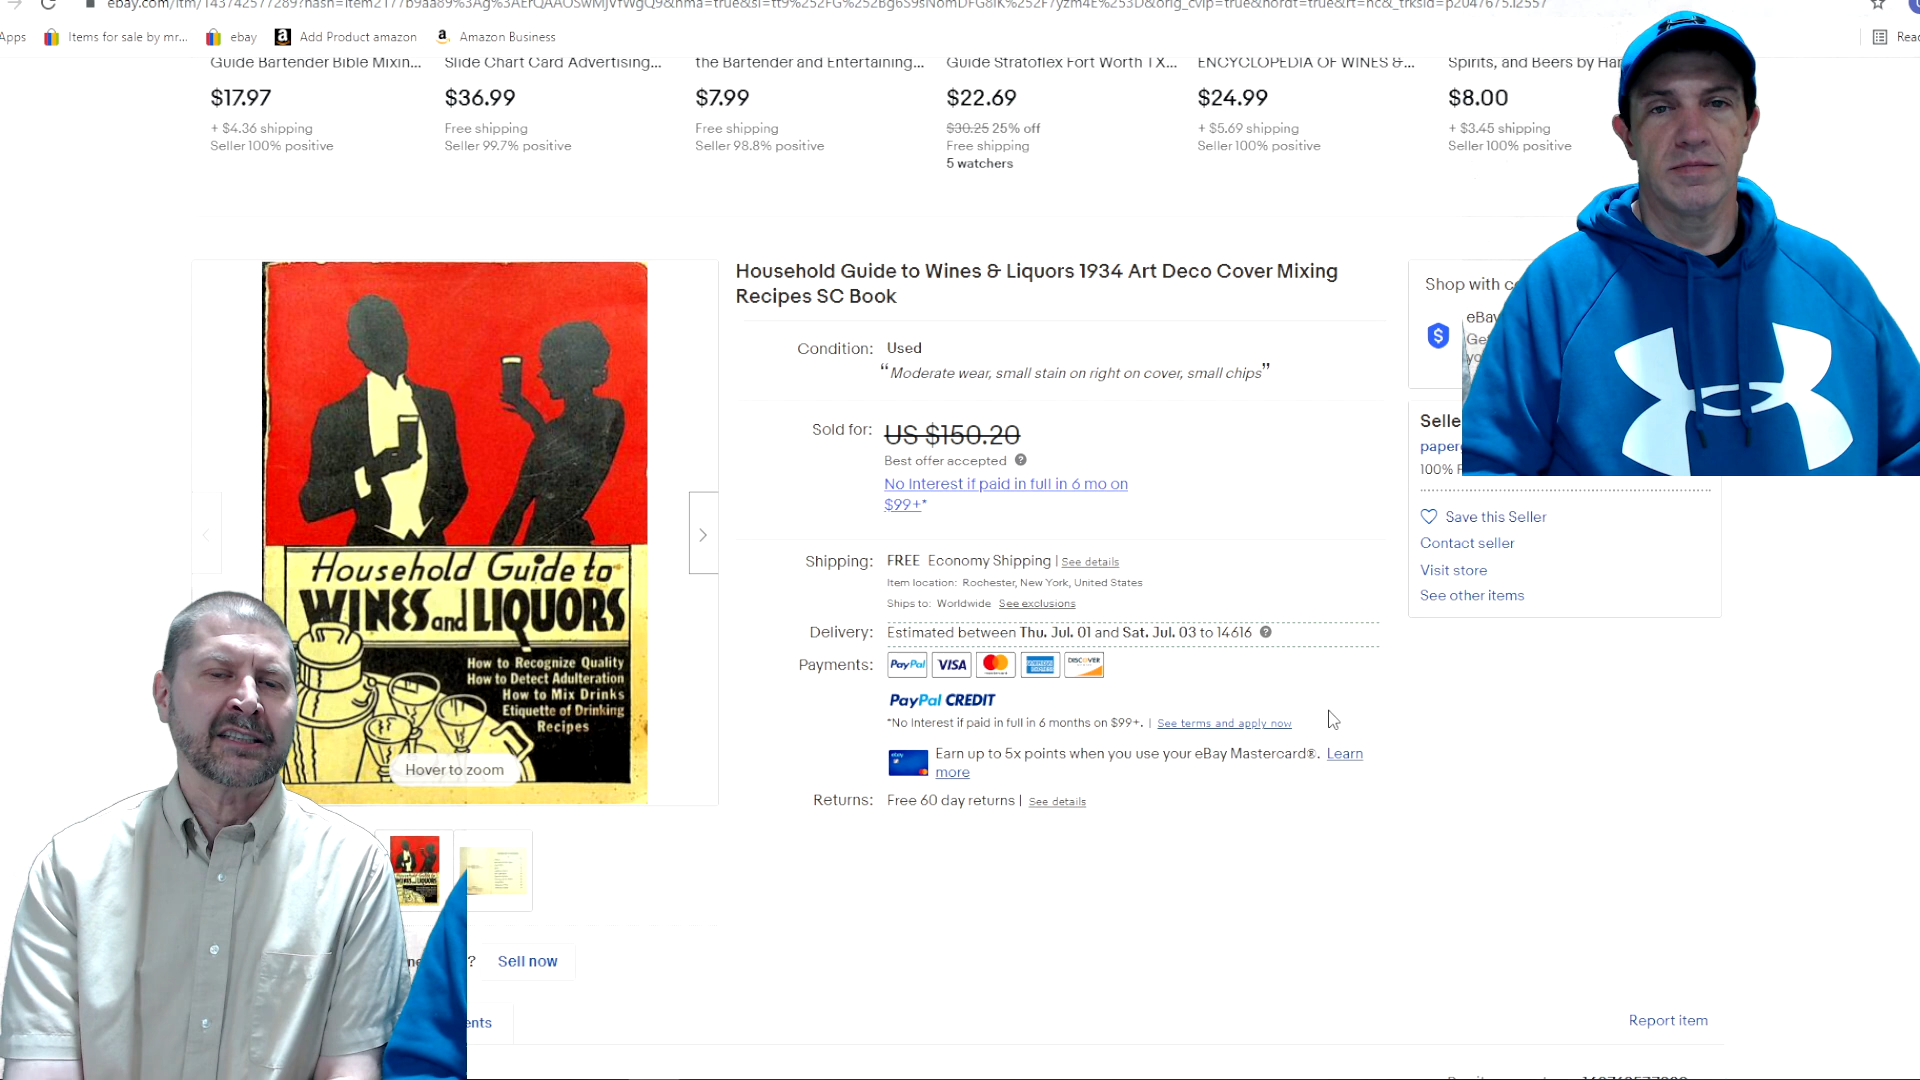 Apps
Items for sale by mr...
ebay
Add Product amazon
Amazon Business
Guide Bartender Bible Mixin...
Slide Chart Card Advertising...
the Bartender and Entertaining...
Guide Stratoflex Fort Worth TX...
ENCYCLOPEDIA OF WINES &...
Spirits, and Beers by Har
$17.97
$36.99
$7.99
$22.69
$24.99
$8.00
+ $4.36 shipping
Free shipping
Free shipping
$30.25 25% off
+ $5.69 shipping
+ $3.45 shipping
Seller 100% positive
Seller 99.7% positive
Seller 98.8% positive
Free shipping
Seller 100% positive
Seller 100% positive
5 watchers
Household Guide to Wines & Liquors 1934 Art Deco Cover Mixing
Recipes SC Book
Condition: Used
“Moderate wear, small stain on right on cover, small chips”
Sold for: US $150.20
Best offer accepted
No Interest if paid in full in 6 mo on
$99+*
Shipping: FREE Economy Shipping | See details
Item location: Rochester, New York, United States
Ships to: Worldwide See exclusions
Delivery: Estimated between Thu. Jul. 01 and Sat. Jul. 03 to 14616
Payments: PayPal VISA DISCOVER
PayPal CREDIT
*No Interest if paid in full in 6 months on $99+. | See terms and apply now
Earn up to 5x points when you use your eBay Mastercard®. Learn
more
Returns: Free 60 day returns | See details
Household Guide to
WINES and LIQUORS
How to Recognize Quality
How to Detect Adulteration
How to Mix Drinks
Etiquette of Drinking
Recipes
Hover to zoom
Shop with c
eBay
Ge
yo
Selle
paper
100%
Save this Seller
Contact seller
Visit store
See other items
Sell now
ents
Report item